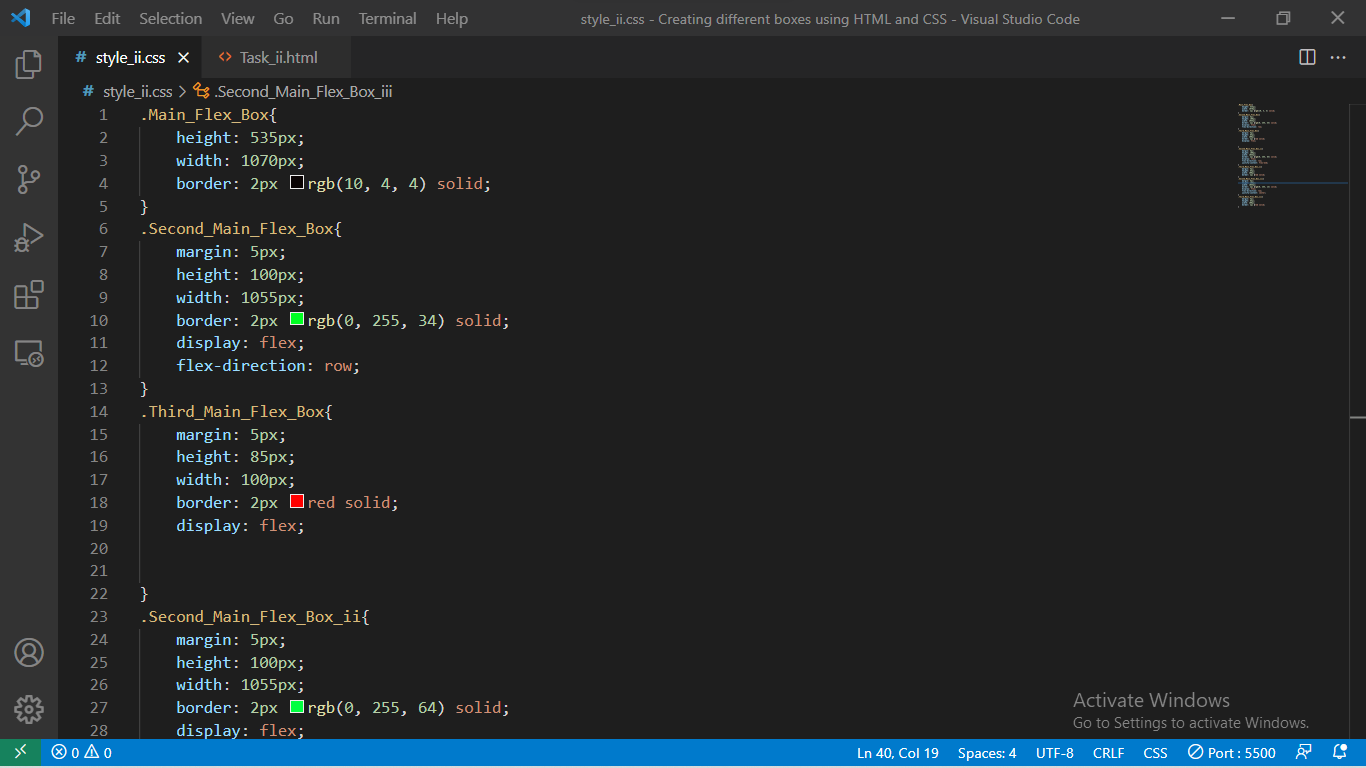 File Edit Selection View Go Run Terminal Help style_ii.css - Creating different boxes using HTML and CSS - Visual Studio Code
# style_ii.css Task_ii.html
# style_ii.css > .Second_Main_Flex_Box_iii
1 .Main_Flex_Box{
2 height: 535px;
3 width: 1070px;
4 border: 2px rgb(10, 4, 4) solid;
5 }
6 .Second_Main_Flex_Box{
7 margin: 5px;
8 height: 100px;
9 width: 1055px;
10 border: 2px rgb(0, 255, 34) solid;
11 display: flex;
12 flex-direction: row;
13 }
14 .Third_Main_Flex_Box{
15 margin: 5px;
16 height: 85px;
17 width: 100px;
18 border: 2px red solid;
19 display: flex;
20
21
22 }
23 .Second_Main_Flex_Box_ii{
24 margin: 5px;
25 height: 100px;
26 width: 1055px;
27 border: 2px rgb(0, 255, 64) solid;
28 display: flex;
Activate Windows
Go to Settings to activate Windows.
0 0 Ln 40, Col 19 Spaces: 4 UTF-8 CRLF CSS Port : 5500